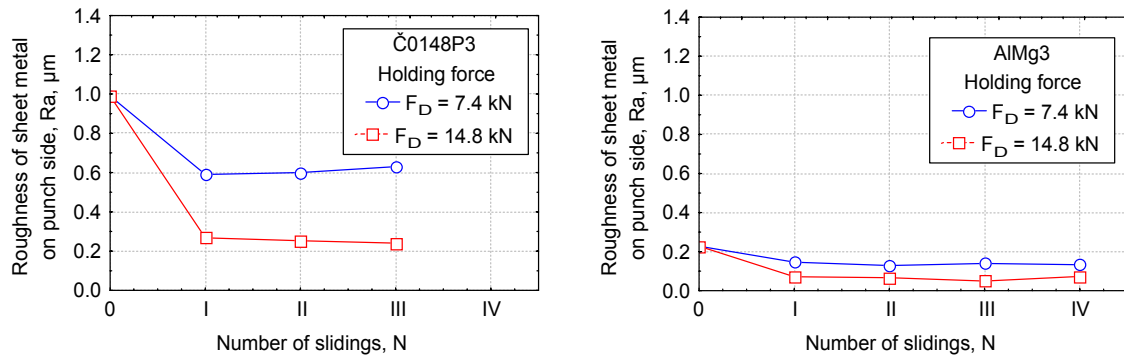 Roughness of sheet metal
on punch side, Ra, µm
1.4
1.2
1.0
0.8
0.6
0.4
0.2
0.0
Č0148P3
Holding force
F_D = 7.4 kN
F_D = 14.8 kN
0 I II III IV
Number of slidings, N
Roughness of sheet metal
on punch side, Ra, µm
1.4
1.2
1.0
0.8
0.6
0.4
0.2
0.0
AlMg3
Holding force
F_D = 7.4 kN
F_D = 14.8 kN
0 I II III IV
Number of slidings, N